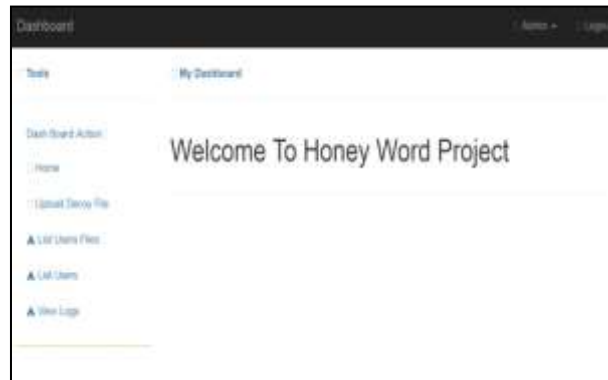 Dashboard
Admin
Tools
My Dashboard
Dash Board Action
Home
Welcome To Honey Word Project
Upload Decoy File
List Users Files
List Users
View Logs